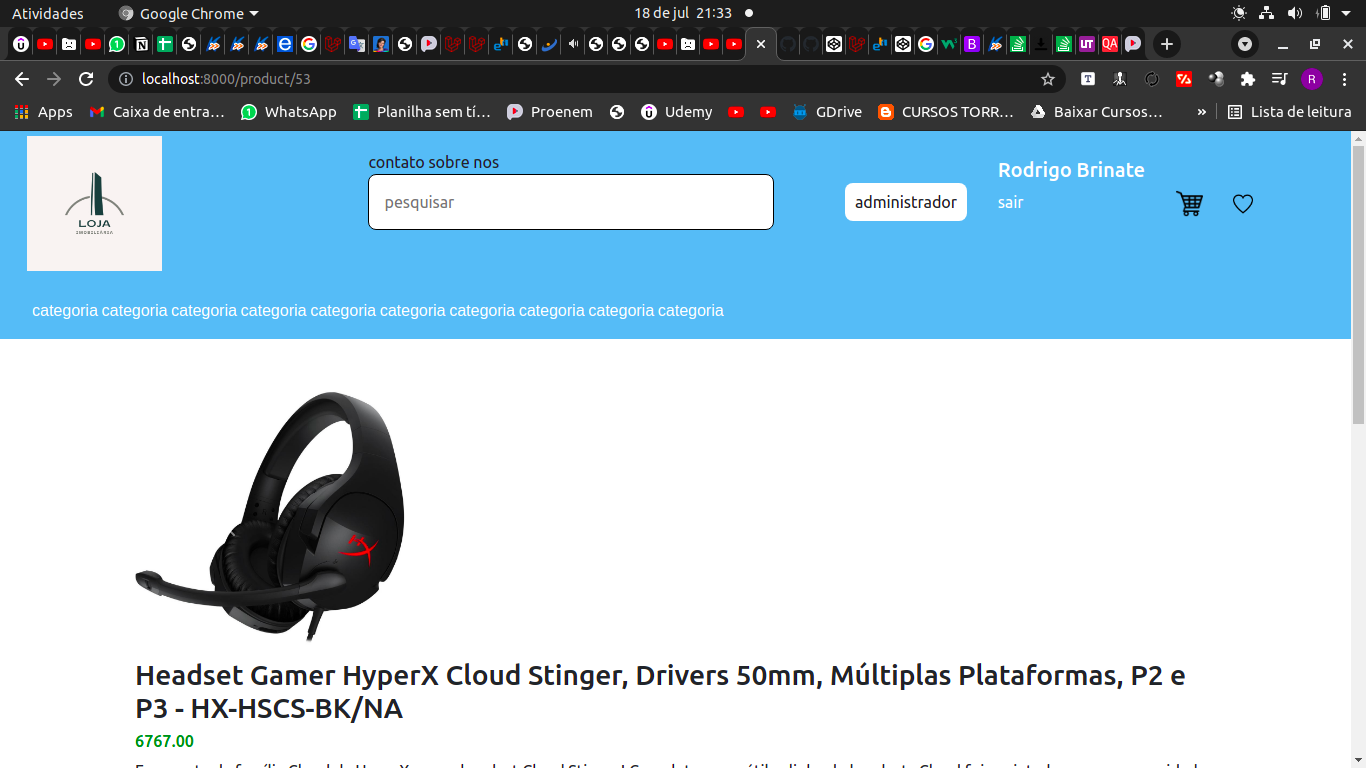 Atividades Google Chrome 18 de jul 21:33
localhost:8000/product/53
Apps Caixa de entra... WhatsApp Planilha sem tí... Proenem Udemy GDrive CURSOS TORR... Baixar Cursos... » Lista de leitura
LOJA
IMOBILIÁRIA
contato sobre nos
pesquisar
administrador
Rodrigo Brinate
sair
categoria categoria categoria categoria categoria categoria categoria categoria categoria categoria
Headset Gamer HyperX Cloud Stinger, Drivers 50mm, Múltiplas Plataformas, P2 e
P3 - HX-HSCS-BK/NA
6767.00